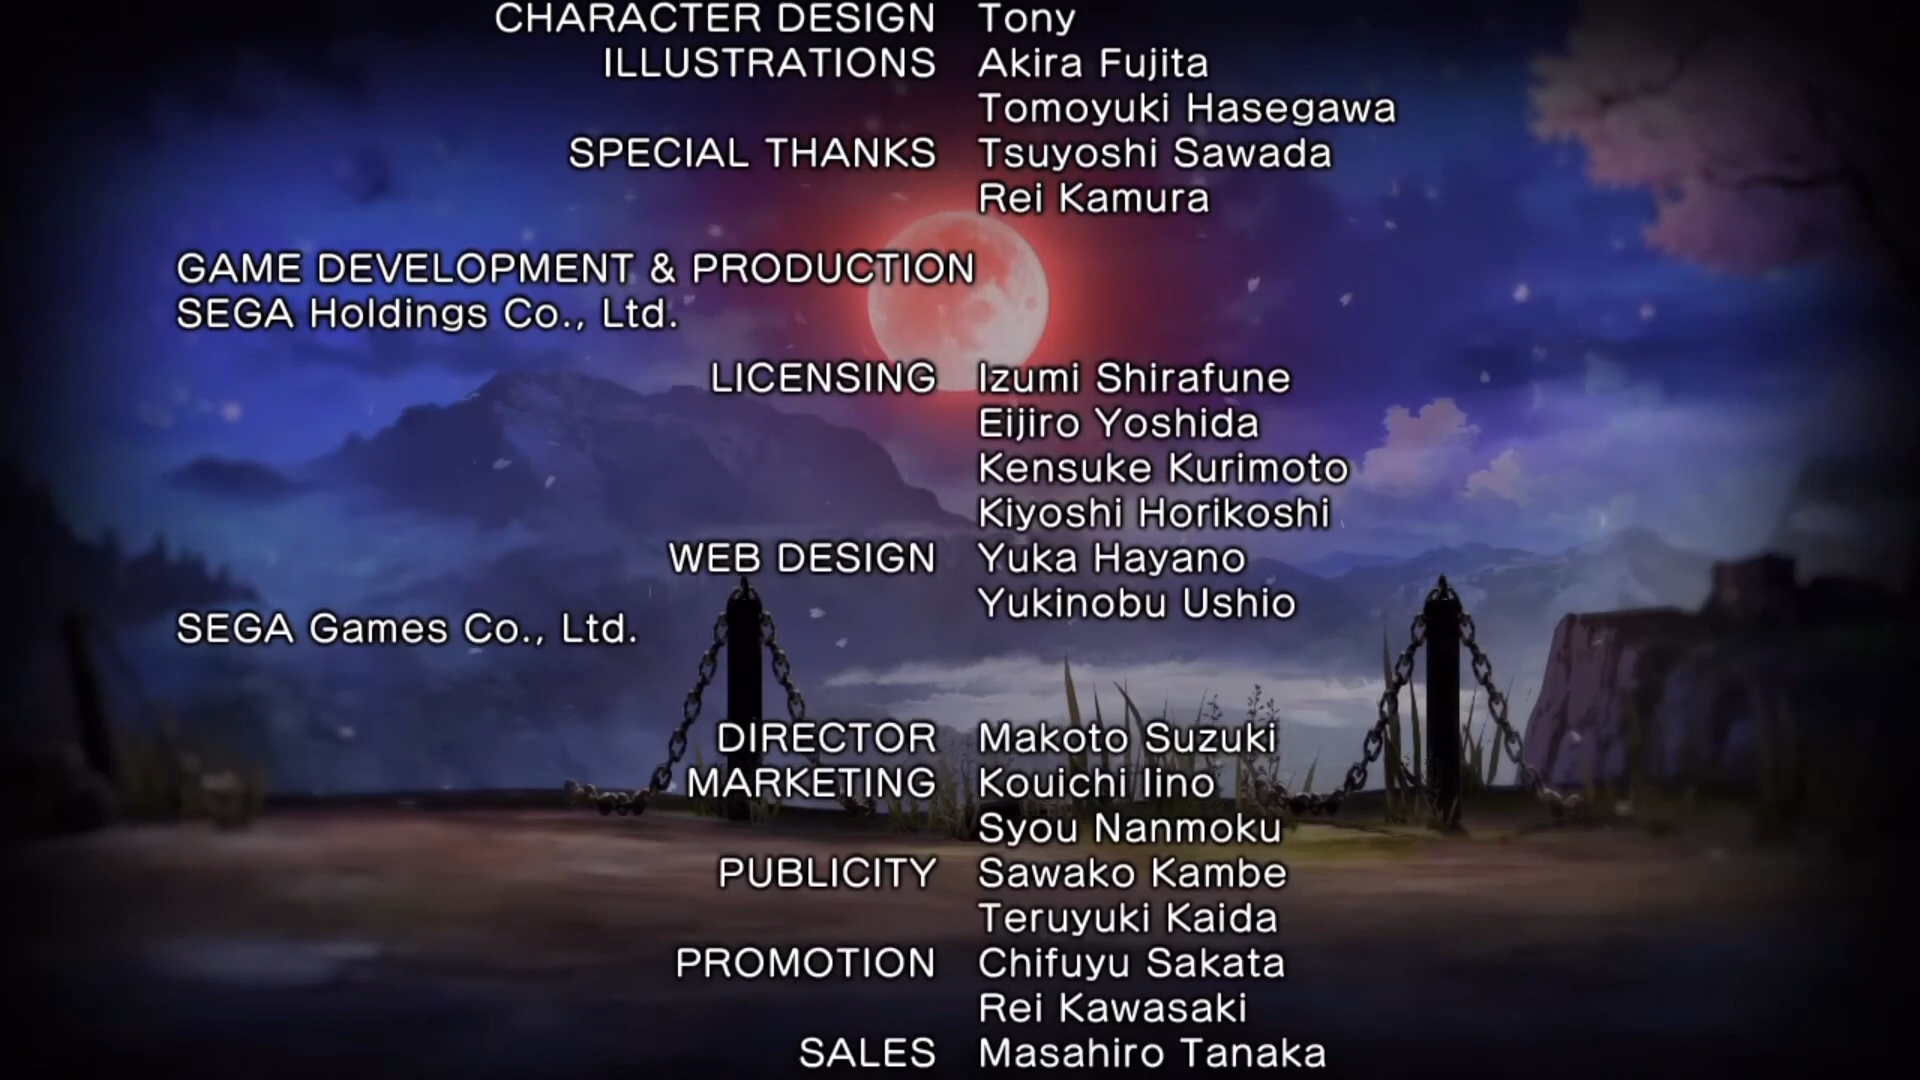 CHARACTER DESIGN Tony
ILLUSTRATIONS Akira Fujita
Tomoyuki Hasegawa
SPECIAL THANKS Tsuyoshi Sawada
Rei Kamura
GAME DEVELOPMENT & PRODUCTION
SEGA Holdings Co., Ltd.
LICENSING Izumi Shirafune
Eijiro Yoshida
Kensuke Kurimoto
Kiyoshi Horikoshi
WEB DESIGN Yuka Hayano
Yukinobu Ushio
SEGA Games Co., Ltd.
DIRECTOR Makoto Suzuki
MARKETING Kouichi Iino
Syou Nanmoku
PUBLICITY Sawako Kambe
Teruyuki Kaida
PROMOTION Chifuyu Sakata
Rei Kawasaki
SALES Masahiro Tanaka